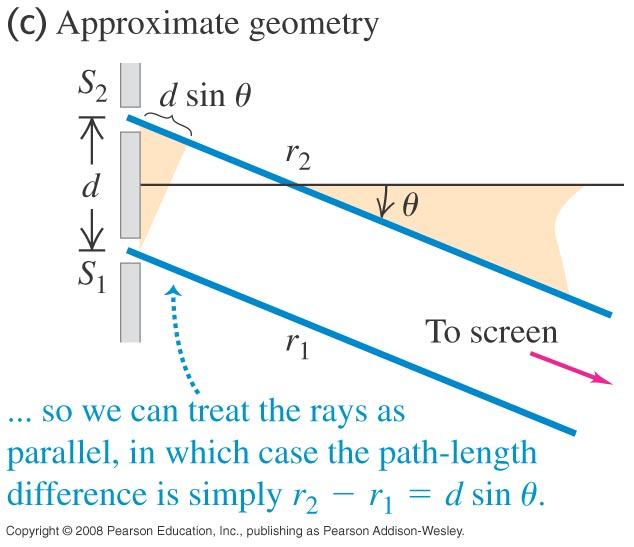 (c) Approximate geometry
S₂
d sin θ
r₂
d
θ
S₁
r₁
To screen
... so we can treat the rays as
parallel, in which case the path-length
difference is simply r₂ − r₁ = d sin θ.
Copyright © 2008 Pearson Education, Inc., publishing as Pearson Addison-Wesley.